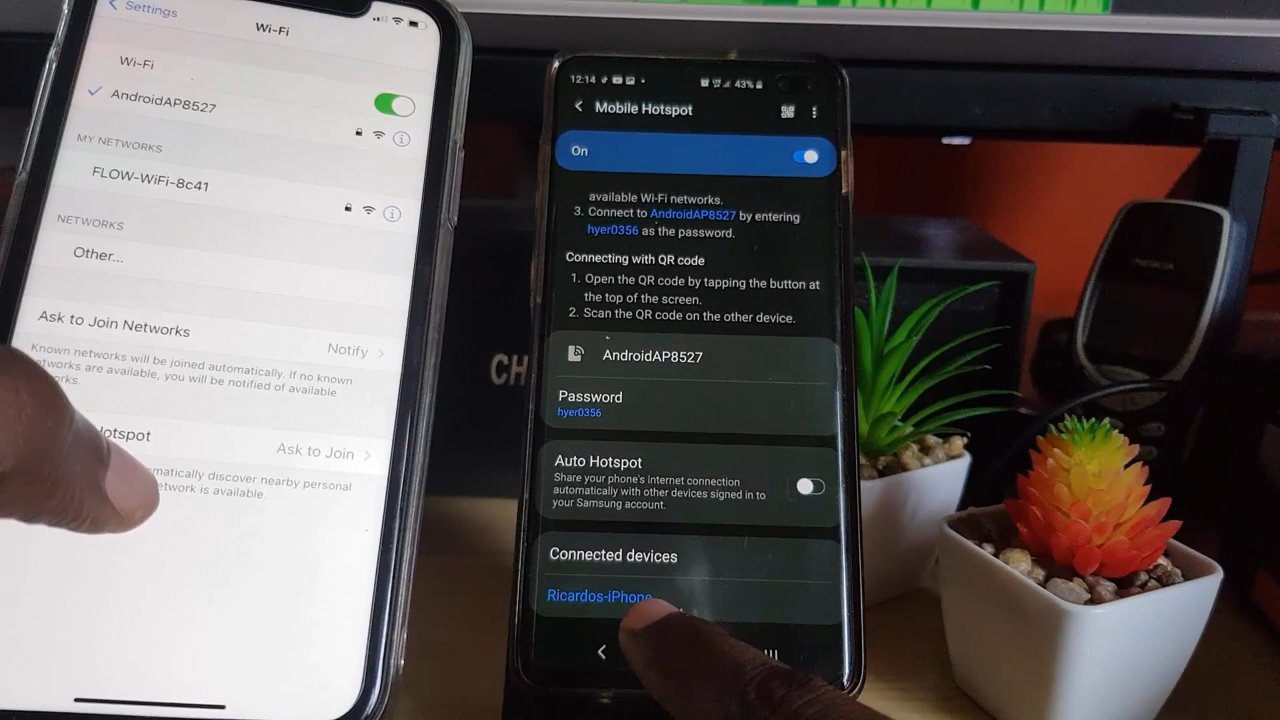 Settings
Wi-Fi
Wi-Fi
AndroidAP8527
MY NETWORKS
FLOW-WiFi-8c41
NETWORKS
Other...
Ask to Join Networks
Notify
Known networks will be joined automatically. If no known
networks are available, you will be notified of available
orks.
Hotspot
Ask to Join
matically discover nearby personal
etwork is available.
12:14
43%
Mobile Hotspot
On
available Wi-Fi networks.
3. Connect to AndroidAP8527 by entering
hyer0356 as the password.
Connecting with QR code
1. Open the QR code by tapping the button at
the top of the screen.
2. Scan the QR code on the other device.
AndroidAP8527
Password
hyer0356
Auto Hotspot
Share your phone's Internet connection
automatically with other devices signed in to
your Samsung account.
Connected devices
Ricardos-iPhone
CH
NOKIA